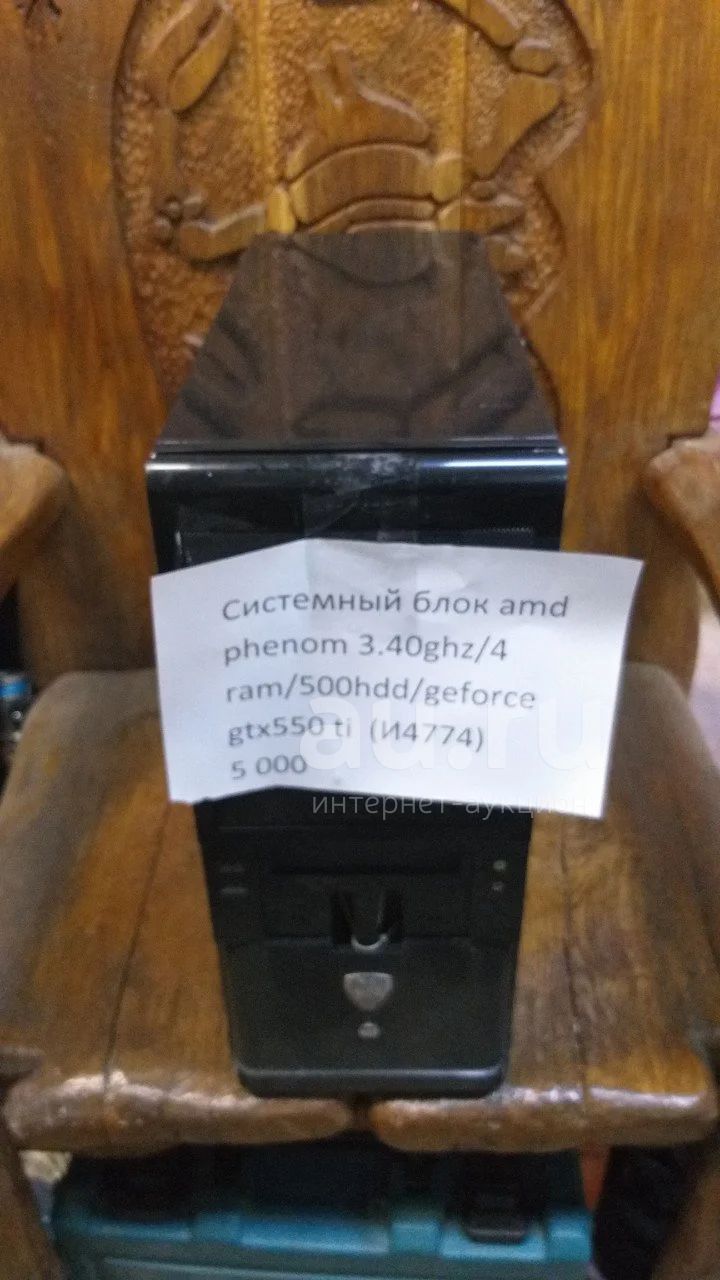 Системный блок amd
phenom 3.40ghz/4
ram/500hdd/geforce
gtx550 ti (И4774)
5 000
au.ru
интернет-аукцион